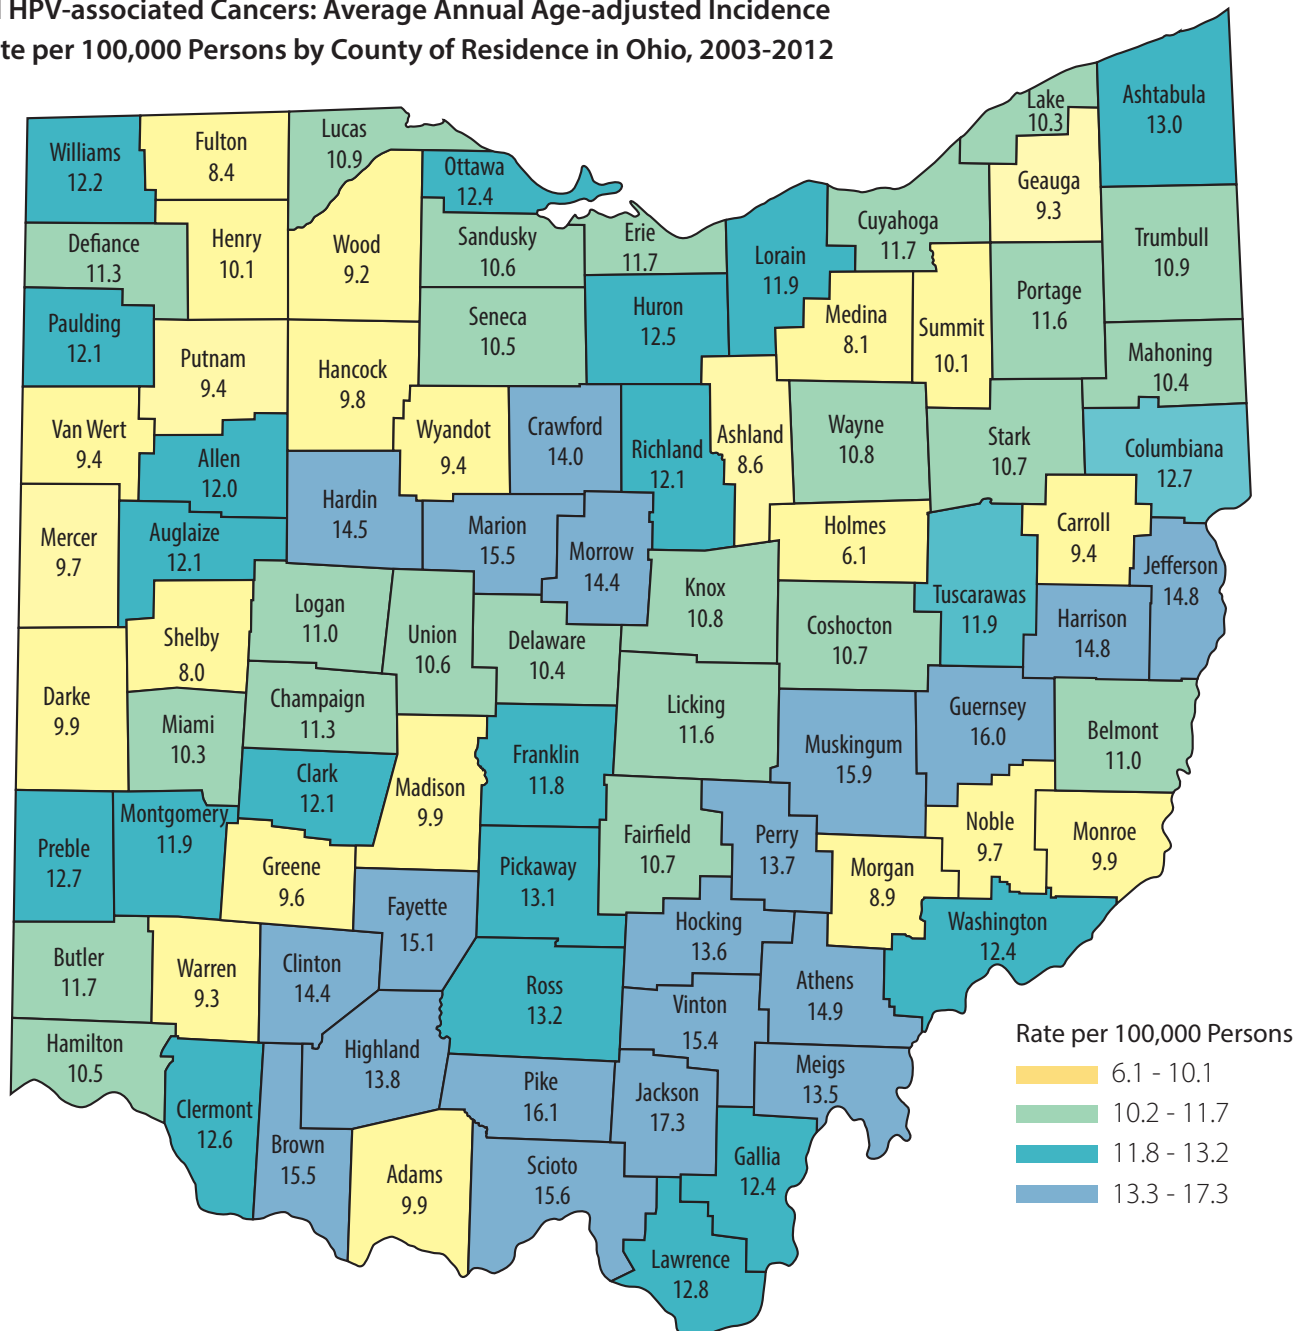 HPV-associated Cancers: Average Annual Age-adjusted Incidence
te per 100,000 Persons by County of Residence in Ohio, 2003-2012
Williams
12.2
Fulton
8.4
Lucas
10.9
Ottawa
12.4
Lake
10.3
Ashtabula
13.0
Geauga
9.3
Defiance
11.3
Henry
10.1
Wood
9.2
Sandusky
10.6
Erie
11.7
Lorain
11.9
Cuyahoga
11.7
Trumbull
10.9
Paulding
12.1
Putnam
9.4
Hancock
9.8
Seneca
10.5
Huron
12.5
Medina
8.1
Summit
10.1
Portage
11.6
Mahoning
10.4
Van Wert
9.4
Allen
12.0
Wyandot
9.4
Crawford
14.0
Richland
12.1
Ashland
8.6
Wayne
10.8
Stark
10.7
Columbiana
12.7
Mercer
9.7
Auglaize
12.1
Hardin
14.5
Marion
15.5
Morrow
14.4
Holmes
6.1
Carroll
9.4
Jefferson
14.8
Shelby
8.0
Logan
11.0
Union
10.6
Delaware
10.4
Knox
10.8
Coshocton
10.7
Tuscarawas
11.9
Harrison
14.8
Darke
9.9
Miami
10.3
Champaign
11.3
Licking
11.6
Muskingum
15.9
Guernsey
16.0
Belmont
11.0
Clark
12.1
Madison
9.9
Franklin
11.8
Preble
12.7
Montgomery
11.9
Greene
9.6
Pickaway
13.1
Fairfield
10.7
Perry
13.7
Morgan
8.9
Noble
9.7
Monroe
9.9
Fayette
15.1
Hocking
13.6
Washington
12.4
Butler
11.7
Warren
9.3
Clinton
14.4
Ross
13.2
Vinton
15.4
Athens
14.9
Hamilton
10.5
Highland
13.8
Pike
16.1
Jackson
17.3
Meigs
13.5
Clermont
12.6
Brown
15.5
Adams
9.9
Scioto
15.6
Gallia
12.4
Lawrence
12.8
Rate per 100,000 Persons
6.1 - 10.1
10.2 - 11.7
11.8 - 13.2
13.3 - 17.3